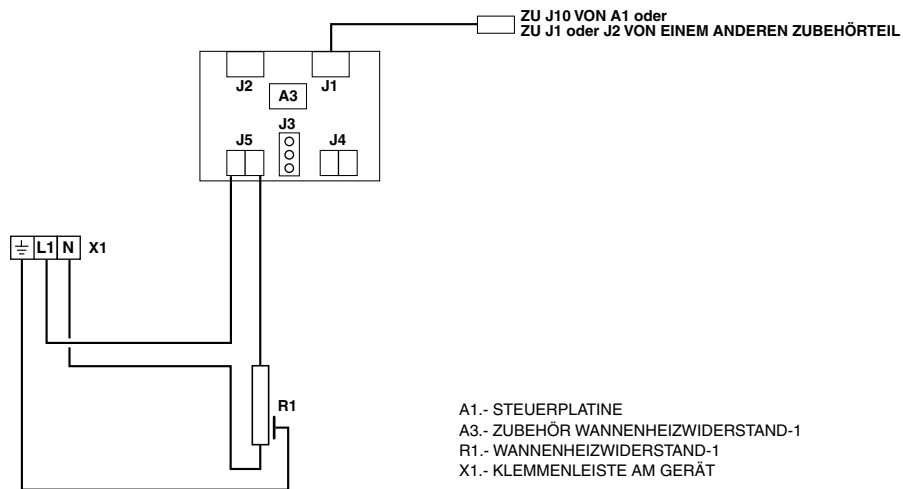 ZU J10 VON A1 oder
ZU J1 oder J2 VON EINEM ANDEREN ZUBEHÖRTEIL
J2
J1
A3
J3
J5
J4
L1 N X1
R1
A1.- STEUERPLATINE
A3.- ZUBEHÖR WANNENHEIZWIDERSTAND-1
R1.- WANNENHEIZWIDERSTAND-1
X1.- KLEMMENLEISTE AM GERÄT